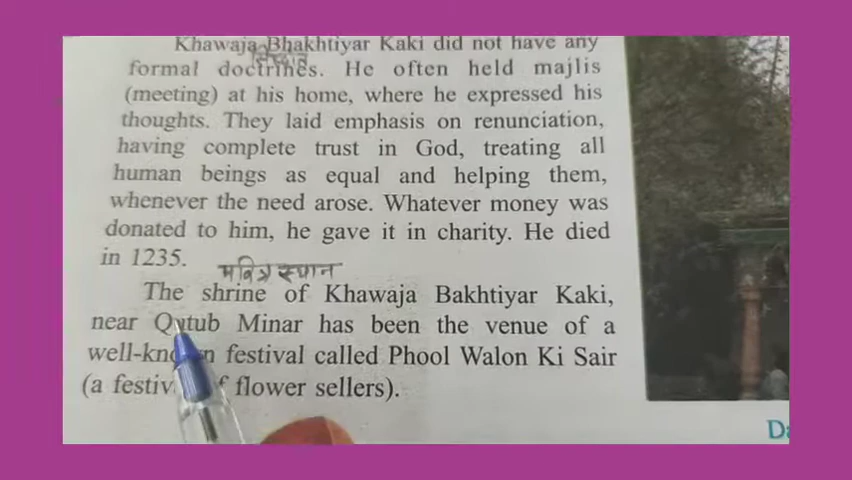 Khawaja Bhakhtiyar Kaki did not have any
सिध्दांत
formal doctrines. He often held majlis
(meeting) at his home, where he expressed his
thoughts. They laid emphasis on renunciation,
having complete trust in God, treating all
human beings as equal and helping them,
whenever the need arose. Whatever money was
donated to him, he gave it in charity. He died
in 1235.
पवित्र स्थान
The shrine of Khawaja Bakhtiyar Kaki,
near Qutub Minar has been the venue of a
well-known festival called Phool Walon Ki Sair
(a festival of flower sellers).